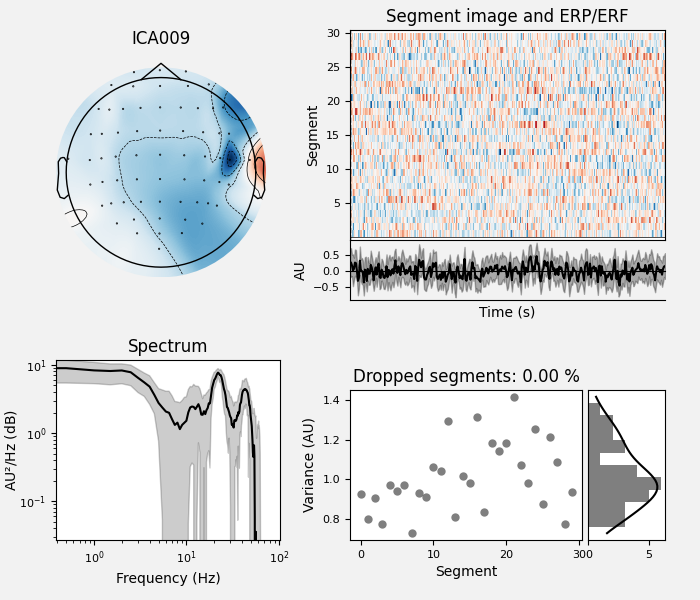 ICA009
Segment image and ERP/ERF
Segment
30
25
20
15
10
5
AU
0.5
0.0
−0.5
Time (s)
Spectrum
AU²/Hz (dB)
10¹
10⁰
10⁻¹
10⁰ 10¹ 10²
Frequency (Hz)
Dropped segments: 0.00 %
Variance (AU)
1.4
1.2
1.0
0.8
0 10 20 30
Segment
0 5